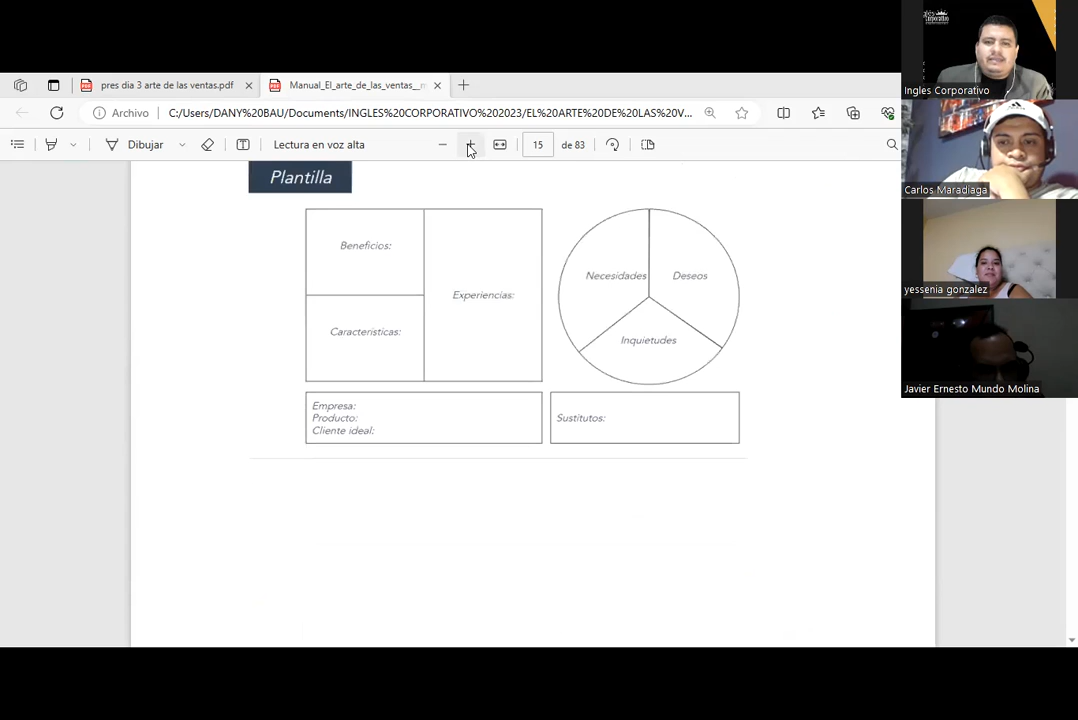 pres dia 3 arte de las ventas.pdf
Manual_El_arte_de_las_ventas__m
Archivo
C:/Users/DANY%20BAU/Documents/INGLES%20CORPORATIVO%202023/EL%20ARTE%20DE%20LAS%20V...
Dibujar
Lectura en voz alta
15
de 83
Plantilla
Beneficios:
Experiencias:
Características:
Necesidades
Deseos
Inquietudes
Empresa:
Producto:
Cliente ideal:
Sustitutos:
Ingles Corporativo
Carlos Maradiaga
yessenia gonzalez
Javier Ernesto Mundo Molina